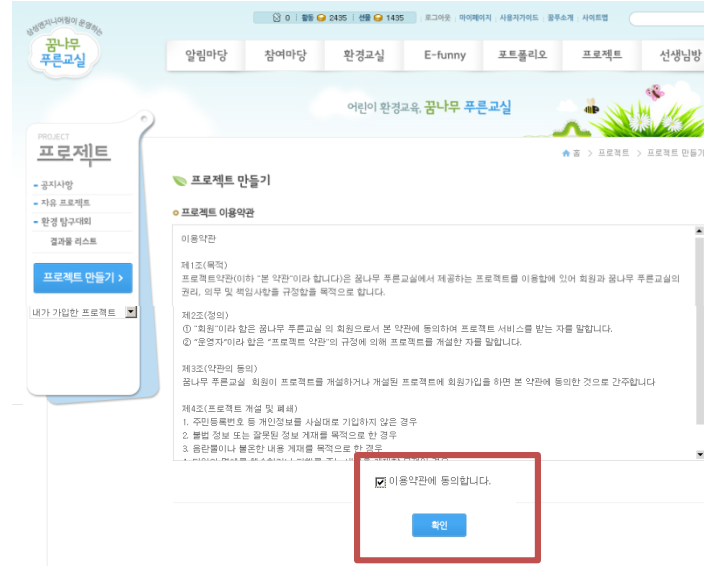 삼성엔지니어링이 운영하는
꿈나무
푸른교실
0 | 활동 2435 | 선물 1435
로그아웃 | 마이페이지 | 사용자가이드 | 꿈푸소개 | 사이트맵
알림마당 참여마당 환경교실 E-funny 포트폴리오 프로젝트 선생님방
어린이 환경교육, 꿈나무 푸른교실
홈 > 프로젝트 > 프로젝트 만들기
PROJECT
프로젝트
공지사항
자유 프로젝트
환경 탐구대회
결과물 리스트
프로젝트 만들기 >
내가 가입한 프로젝트
프로젝트 만들기
프로젝트 이용약관
이용약관
제1조(목적)
프로젝트약관(이하 "본 약관"이라 합니다)은 꿈나무 푸른교실에서 제공하는 프로젝트를 이용함에 있어 회원과 꿈나무 푸른교실의
권리, 의무 및 책임사항을 규정함을 목적으로 합니다.
제2조(정의)
① "회원"이라 함은 꿈나무 푸른교실 의 회원으로서 본 약관에 동의하여 프로젝트 서비스를 받는 자를 말합니다.
② "운영자"이라 함은 "프로젝트 약관"의 규정에 의해 프로젝트를 개설한 자를 말합니다.
제3조(약관의 동의)
꿈나무 푸른교실 회원이 프로젝트를 개설하거나 개설된 프로젝트에 회원가입을 하면 본 약관에 동의한 것으로 간주합니다
제4조(프로젝트 개설 및 폐쇄)
1. 주민등록번호 등 개인정보를 사실대로 기입하지 않은 경우
2. 불법 정보 또는 잘못된 정보 게재를 목적으로 한 경우
3. 음란물이나 불온한 내용 게재를 목적으로 한 경우
이용약관에 동의합니다.
확인